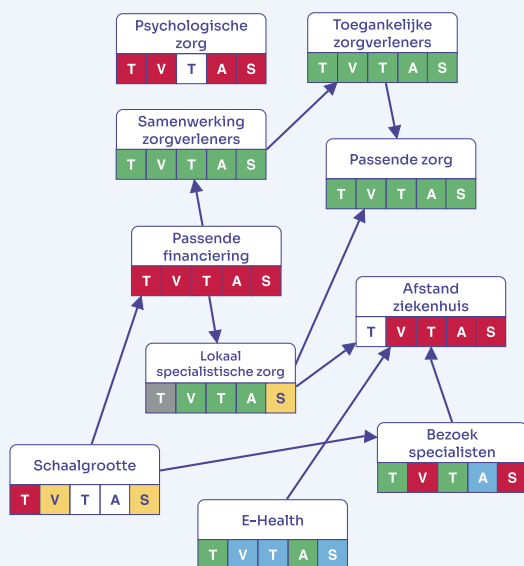 Psychologische
zorg
T V T A S
Toegankelijke
zorgverleners
T V T A S
Samenwerking
zorgverleners
T V T A S
Passende zorg
T V T A S
Passende
financiering
T V T A S
Afstand
ziekenhuis
T V T A S
Lokaal
specialistische zorg
T V T A S
Schaalgrootte
T V T A S
Bezoek
specialisten
T V T A S
E-Health
T V T A S